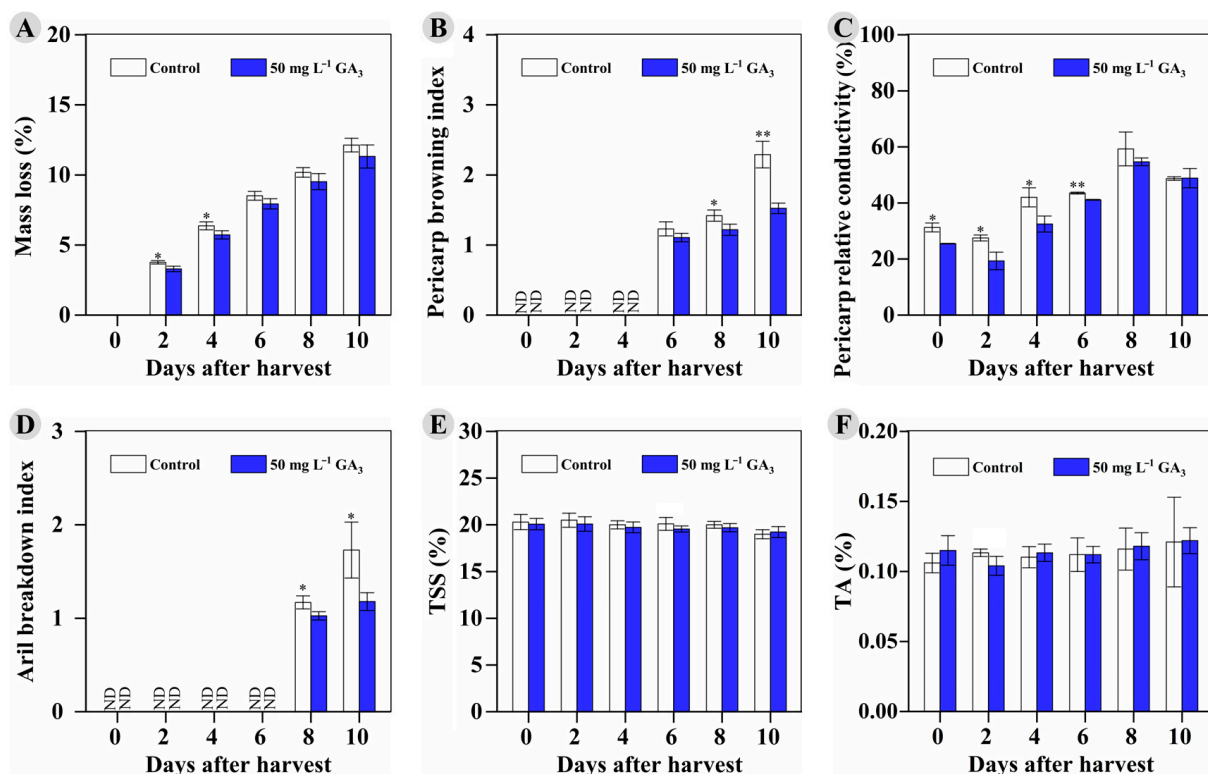 A
Mass loss (%)
20
15
10
5
0
Control
50 mg L⁻¹ GA₃
*
*
0 2 4 6 8 10
Days after harvest
B
Pericarp browning index
4
3
2
1
0
Control
50 mg L⁻¹ GA₃
*
**
ND ND ND ND ND ND
0 2 4 6 8 10
Days after harvest
C
Pericarp relative conductivity (%)
100
80
60
40
20
0
Control
50 mg L⁻¹ GA₃
*
*
*
**
0 2 4 6 8 10
Days after harvest
D
Aril breakdown index
3
2
1
0
Control
50 mg L⁻¹ GA₃
*
*
ND ND ND ND ND ND ND ND
0 2 4 6 8 10
Days after harvest
E
TSS (%)
30
25
20
15
10
5
0
Control
50 mg L⁻¹ GA₃
0 2 4 6 8 10
Days after harvest
F
TA (%)
0.20
0.15
0.10
0.05
0.00
Control
50 mg L⁻¹ GA₃
0 2 4 6 8 10
Days after harvest